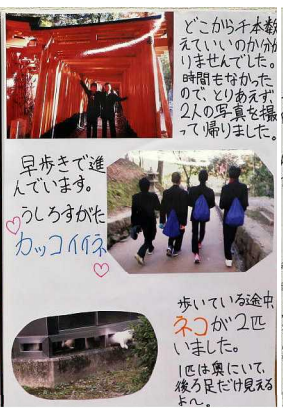 どこから千本数
えていいのか分か
りませんでした。
時間もなかった
ので、とりあえず、
2人の写真を撮
って帰りました。
早歩きで進
んでいます。
うしろすがた
カッコイイネ
歩いている途中、
ネコが2匹
いました。
1匹は奥にいて、
後ろ足だけ見える
よ〜。